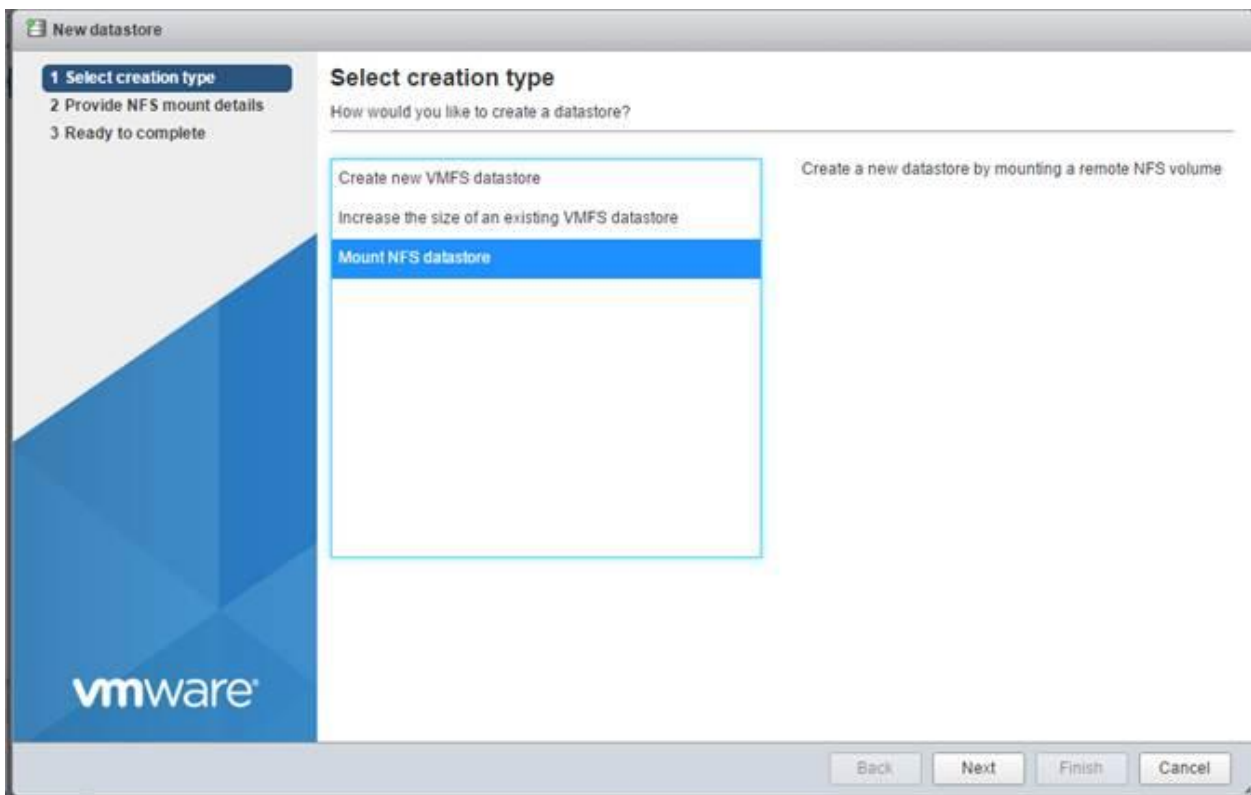 New datastore
1 Select creation type
2 Provide NFS mount details
3 Ready to complete
Select creation type
How would you like to create a datastore?
Create new VMFS datastore
Increase the size of an existing VMFS datastore
Mount NFS datastore
Create a new datastore by mounting a remote NFS volume
vmware
Back
Next
Finish
Cancel